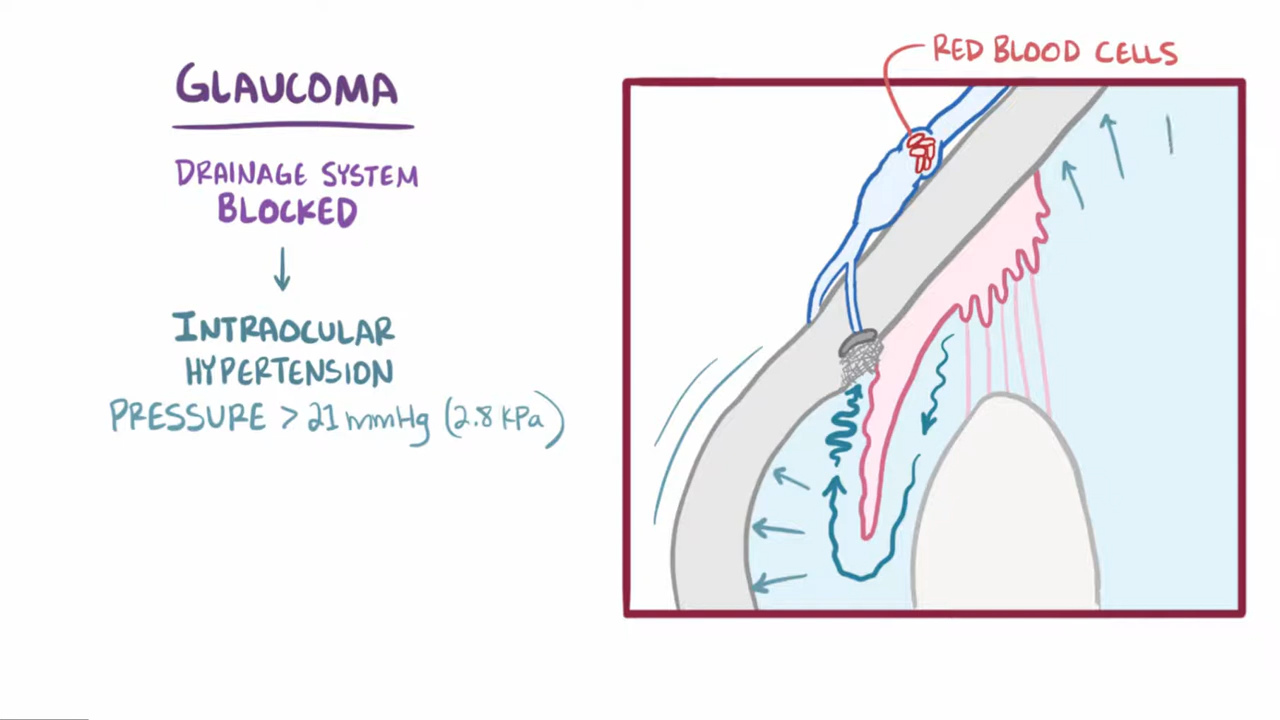 GLAUCOMA
DRAINAGE SYSTEM
BLOCKED
INTRAOCULAR
HYPERTENSION
PRESSURE > 21 mmHg (2.8 kPa)
RED BLOOD CELLS